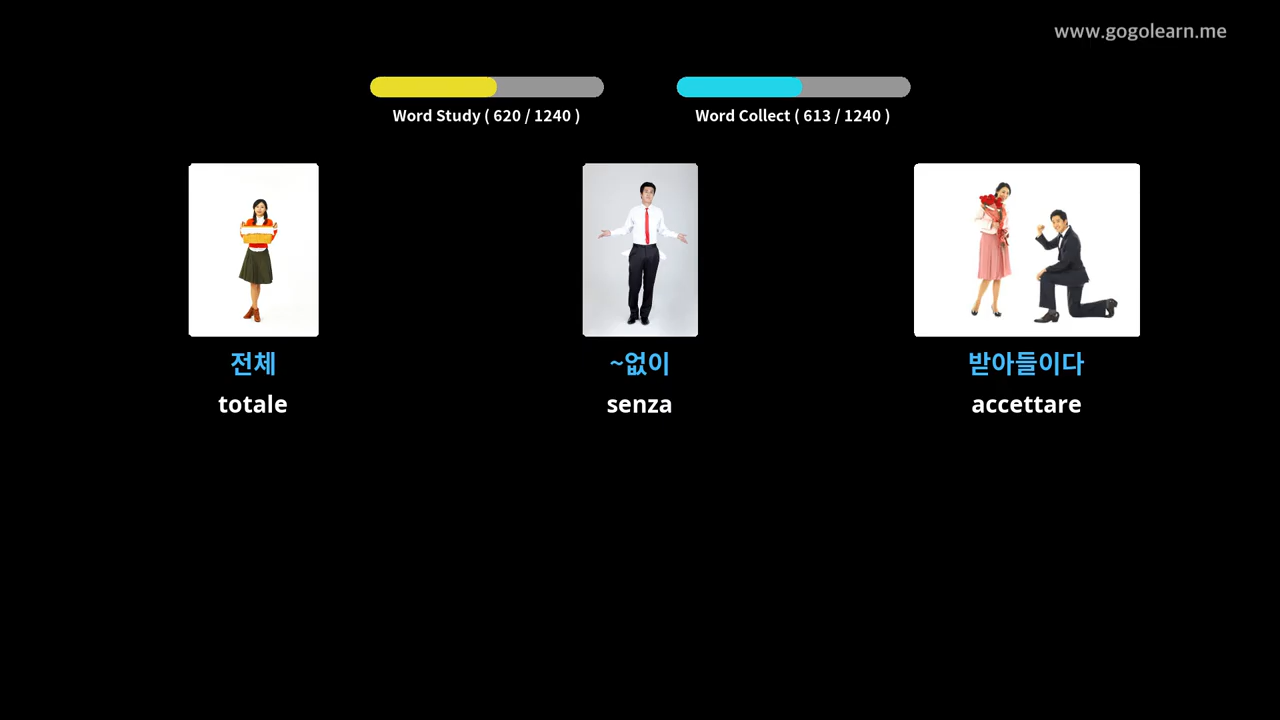 www.gogolearn.me
Word Study ( 620 / 1240 )
Word Collect ( 613 / 1240 )
전체
totale
~없이
senza
받아들이다
accettare